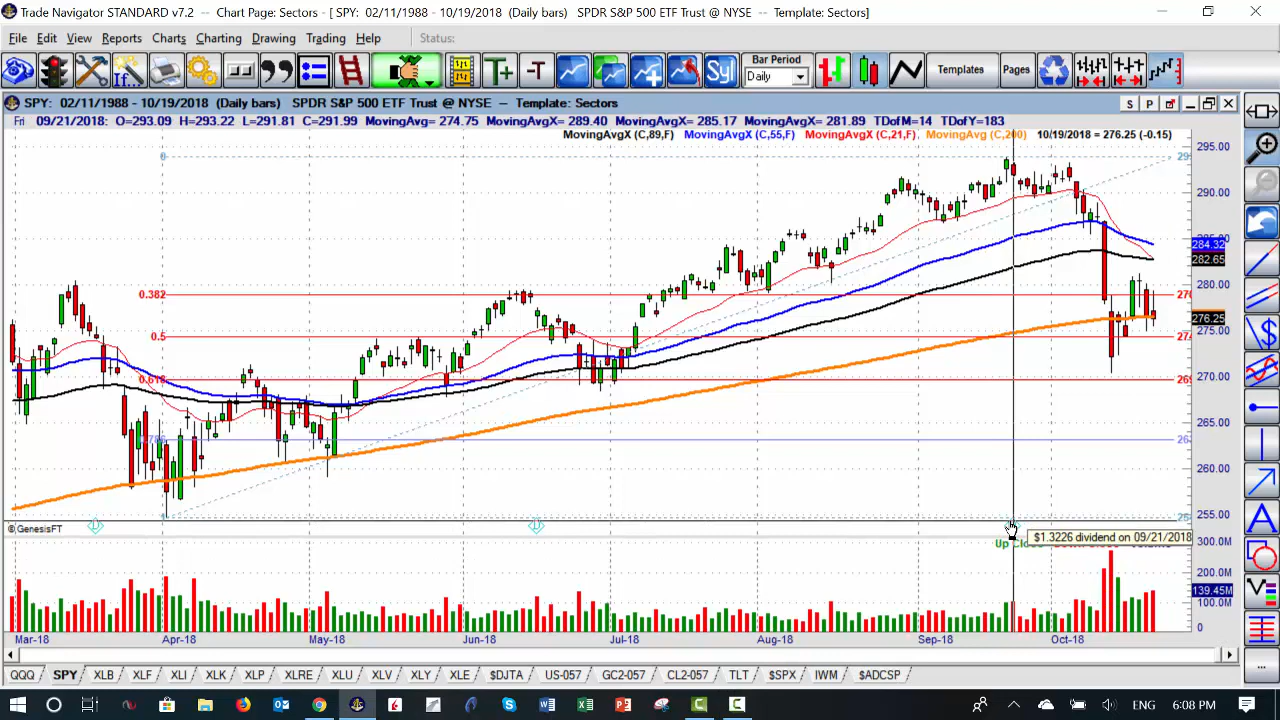 Trade Navigator STANDARD v7.2 - Chart Page: Sectors - [ SPY: 02/11/1988 - 10/19/2018 (Daily bars) SPDR S&P 500 ETF Trust @ NYSE - Template: Sectors]
File Edit View Reports Charts Charting Drawing Trading Help Status:
If... T+ -T Syl Bar Period Daily Templates Pages
SPY: 02/11/1988 - 10/19/2018 (Daily bars) SPDR S&P 500 ETF Trust @ NYSE -- Template: Sectors S P
Fri 09/21/2018: O=293.09 H=293.22 L=291.81 C=291.99 MovingAvg = 274.75 MovingAvgX = 289.40 MovingAvgX = 285.17 MovingAvgX = 281.89 TDofM=14 TDofY=183
MovingAvgX (C,89,F) MovingAvgX (C,55,F) MovingAvgX (C,21,F) MovingAvg (C,200) 10/19/2018 = 276.25 (-0.15)
295.00
0
290.00
285.00
284.32
282.65
280.00
0.382
276.25
275.00
0.5
270.00
0.618
265.00
.786
260.00
255.00
1
©GenesisFT D D
$1.3226 dividend on 09/21/2018
300.0M
200.0M
139.45M
100.0M
0
Mar-18 Apr-18 May-18 Jun-18 Jul-18 Aug-18 Sep-18 Oct-18
QQQ SPY XLB XLF XLI XLK XLP XLRE XLU XLV XLY XLE $DJTA US-057 GC2-057 CL2-057 TLT $SPX IWM $ADCSP
ENG 6:08 PM